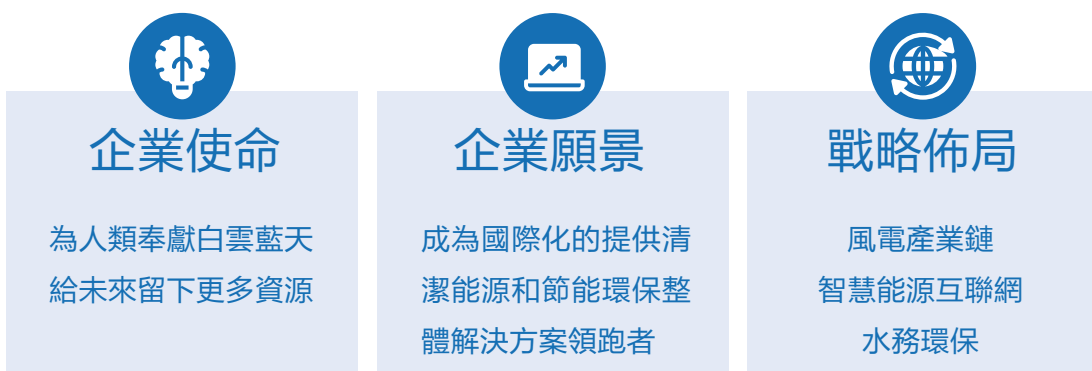 企業使命
為人類奉獻白雲藍天
給未來留下更多資源
企業願景
成為國際化的提供清
潔能源和節能環保整
體解決方案領跑者
戰略佈局
風電產業鏈
智慧能源互聯網
水務環保